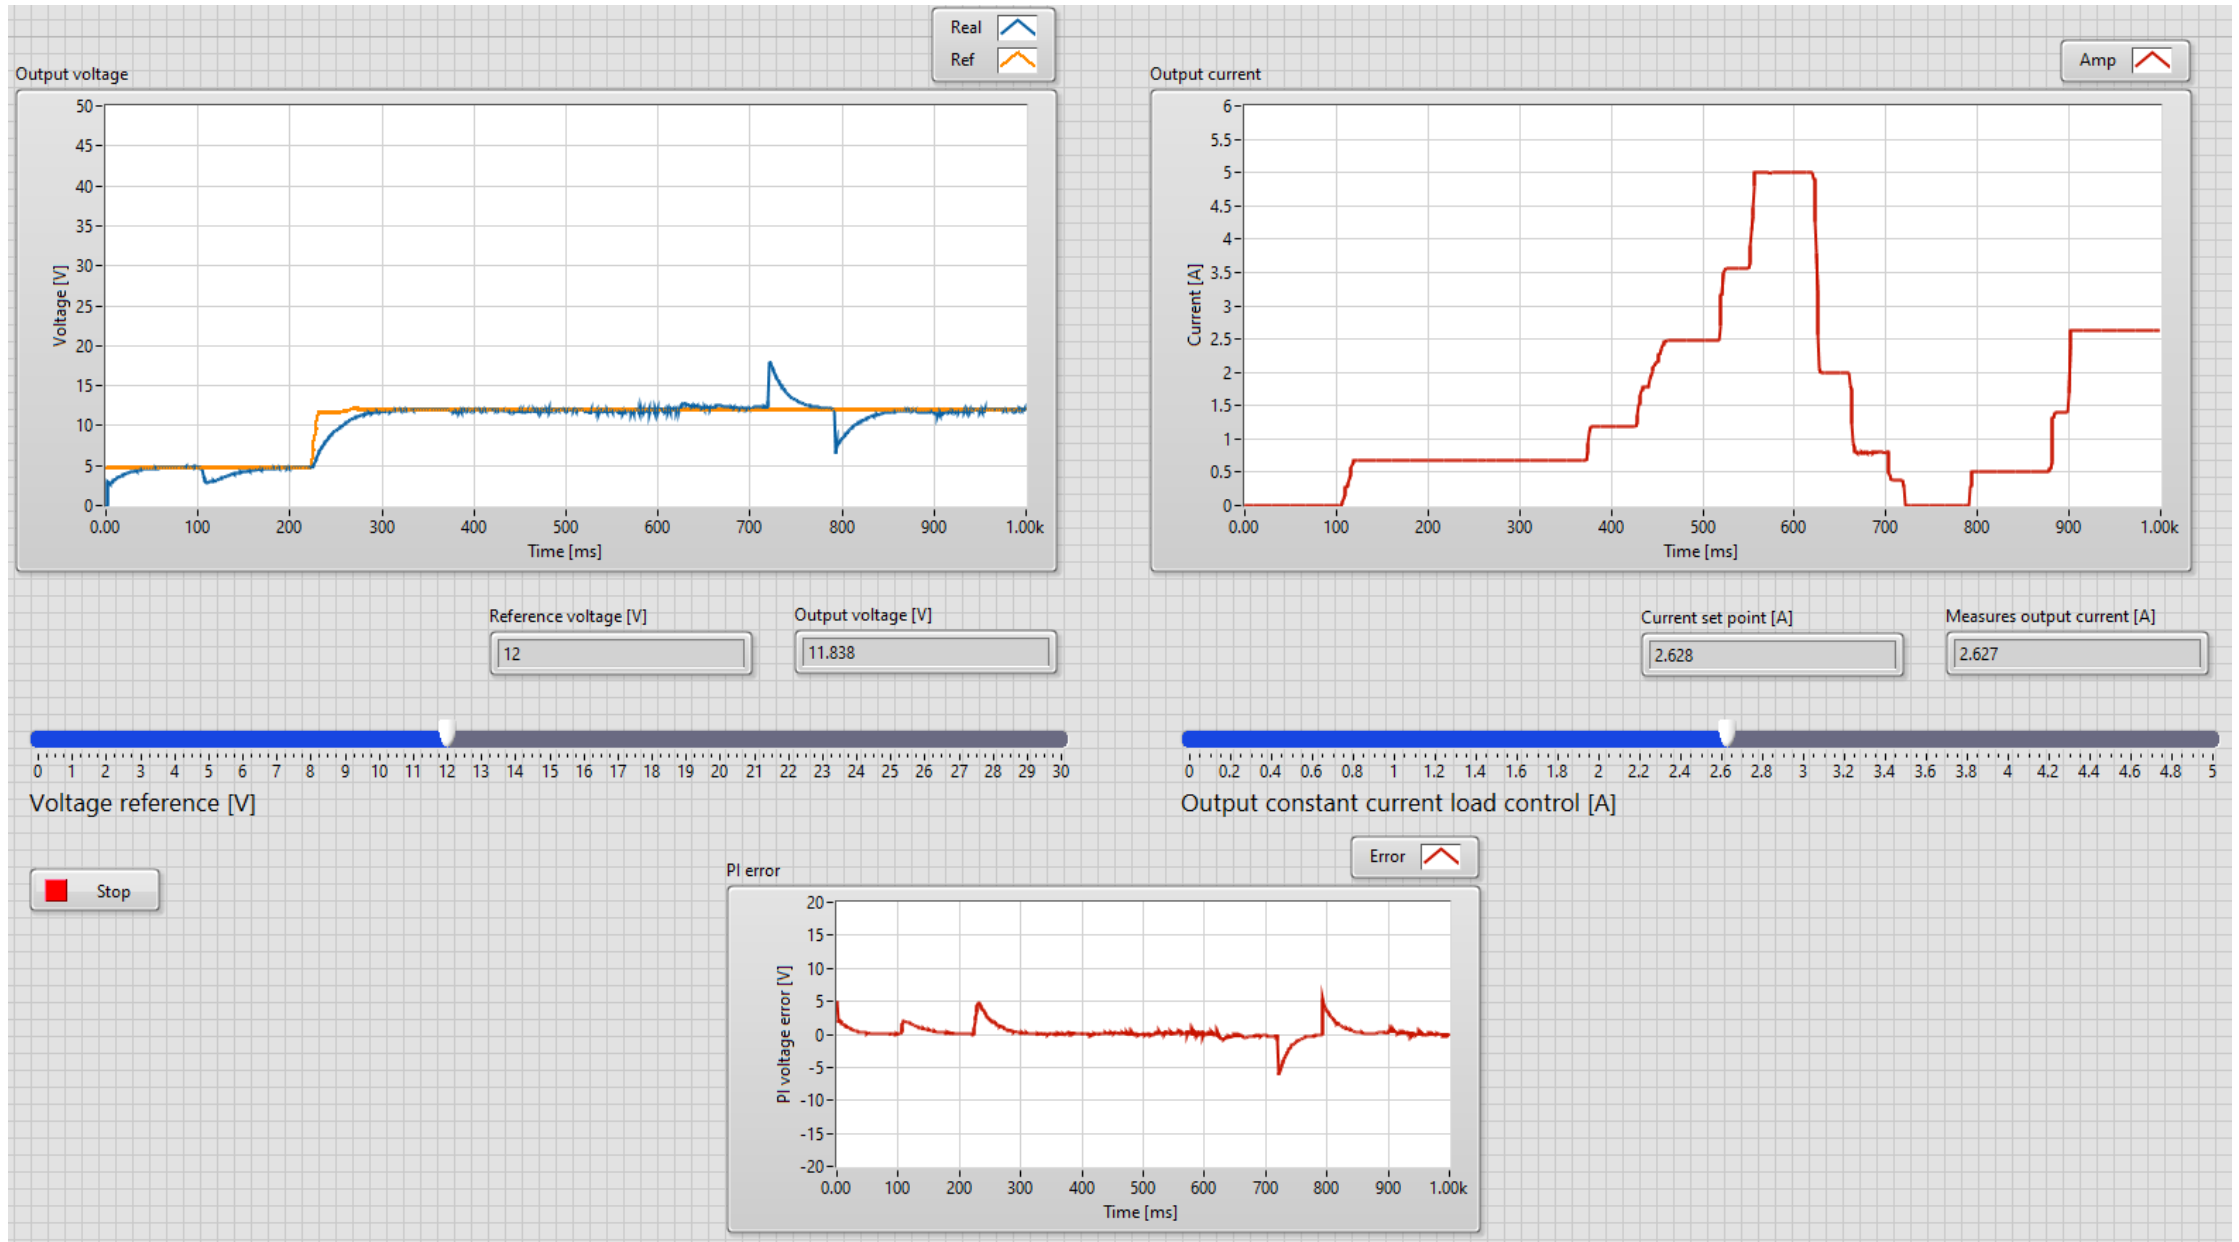 Real
Ref
Output voltage
50
45
40
35
30
25
20
15
10
5
0
Voltage [V]
0.00 100 200 300 400 500 600 700 800 900 1.00k
Time [ms]
Amp
Output current
6
5.5
5
4.5
4
3.5
3
2.5
2
1.5
1
0.5
0
Current [A]
0.00 100 200 300 400 500 600 700 800 900 1.00k
Time [ms]
Reference voltage [V]
12
Output voltage [V]
11.838
Current set point [A]
2.628
Measures output current [A]
2.627
0 1 2 3 4 5 6 7 8 9 10 11 12 13 14 15 16 17 18 19 20 21 22 23 24 25 26 27 28 29 30
Voltage reference [V]
0 0.2 0.4 0.6 0.8 1 1.2 1.4 1.6 1.8 2 2.2 2.4 2.6 2.8 3 3.2 3.4 3.6 3.8 4 4.2 4.4 4.6 4.8 5
Output constant current load control [A]
Stop
Error
PI error
20
15
10
5
0
-5
-10
-15
-20
PI voltage error [V]
0.00 100 200 300 400 500 600 700 800 900 1.00k
Time [ms]